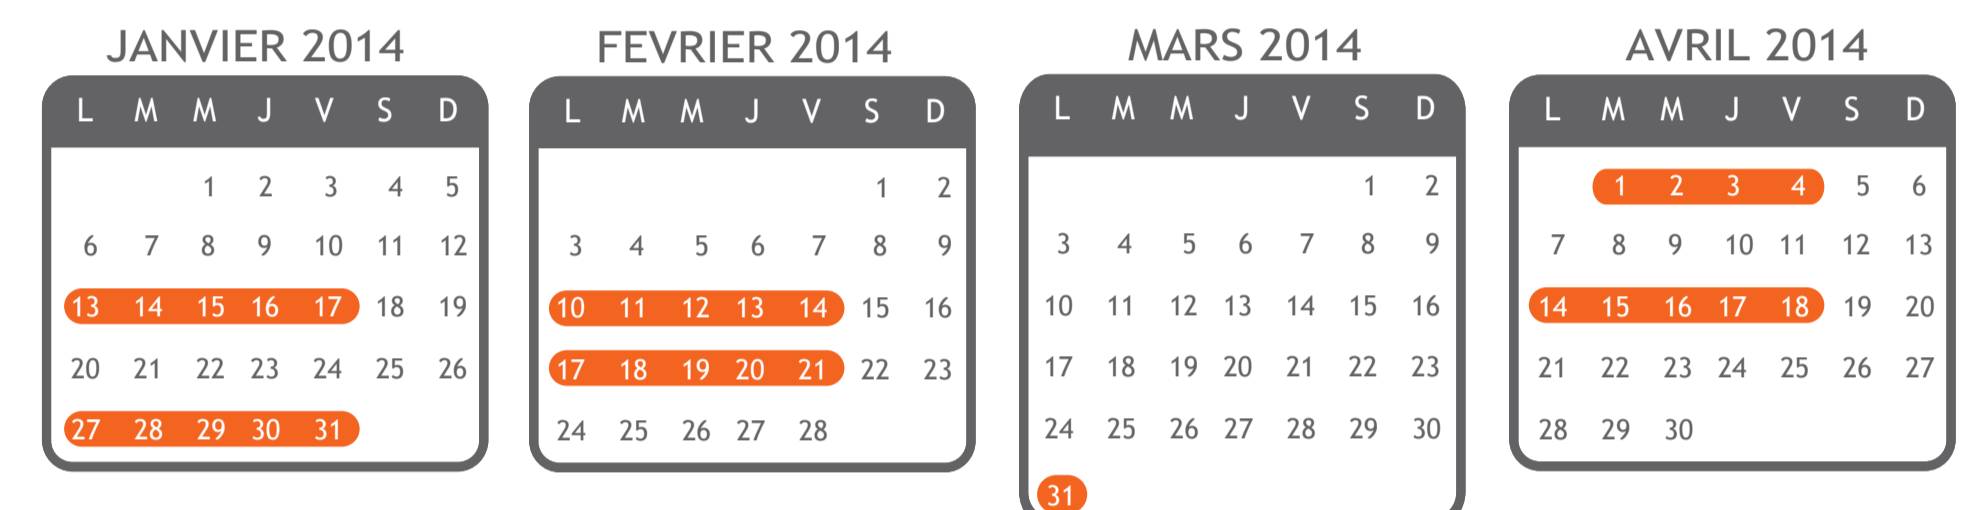 JANVIER 2014
L M M J V S D
1 2 3 4 5
6 7 8 9 10 11 12
13 14 15 16 17 18 19
20 21 22 23 24 25 26
27 28 29 30 31
FEVRIER 2014
L M M J V S D
1 2
3 4 5 6 7 8 9
10 11 12 13 14 15 16
17 18 19 20 21 22 23
24 25 26 27 28
MARS 2014
L M M J V S D
1 2
3 4 5 6 7 8 9
10 11 12 13 14 15 16
17 18 19 20 21 22 23
24 25 26 27 28 29 30
31
AVRIL 2014
L M M J V S D
1 2 3 4 5 6
7 8 9 10 11 12 13
14 15 16 17 18 19 20
21 22 23 24 25 26 27
28 29 30